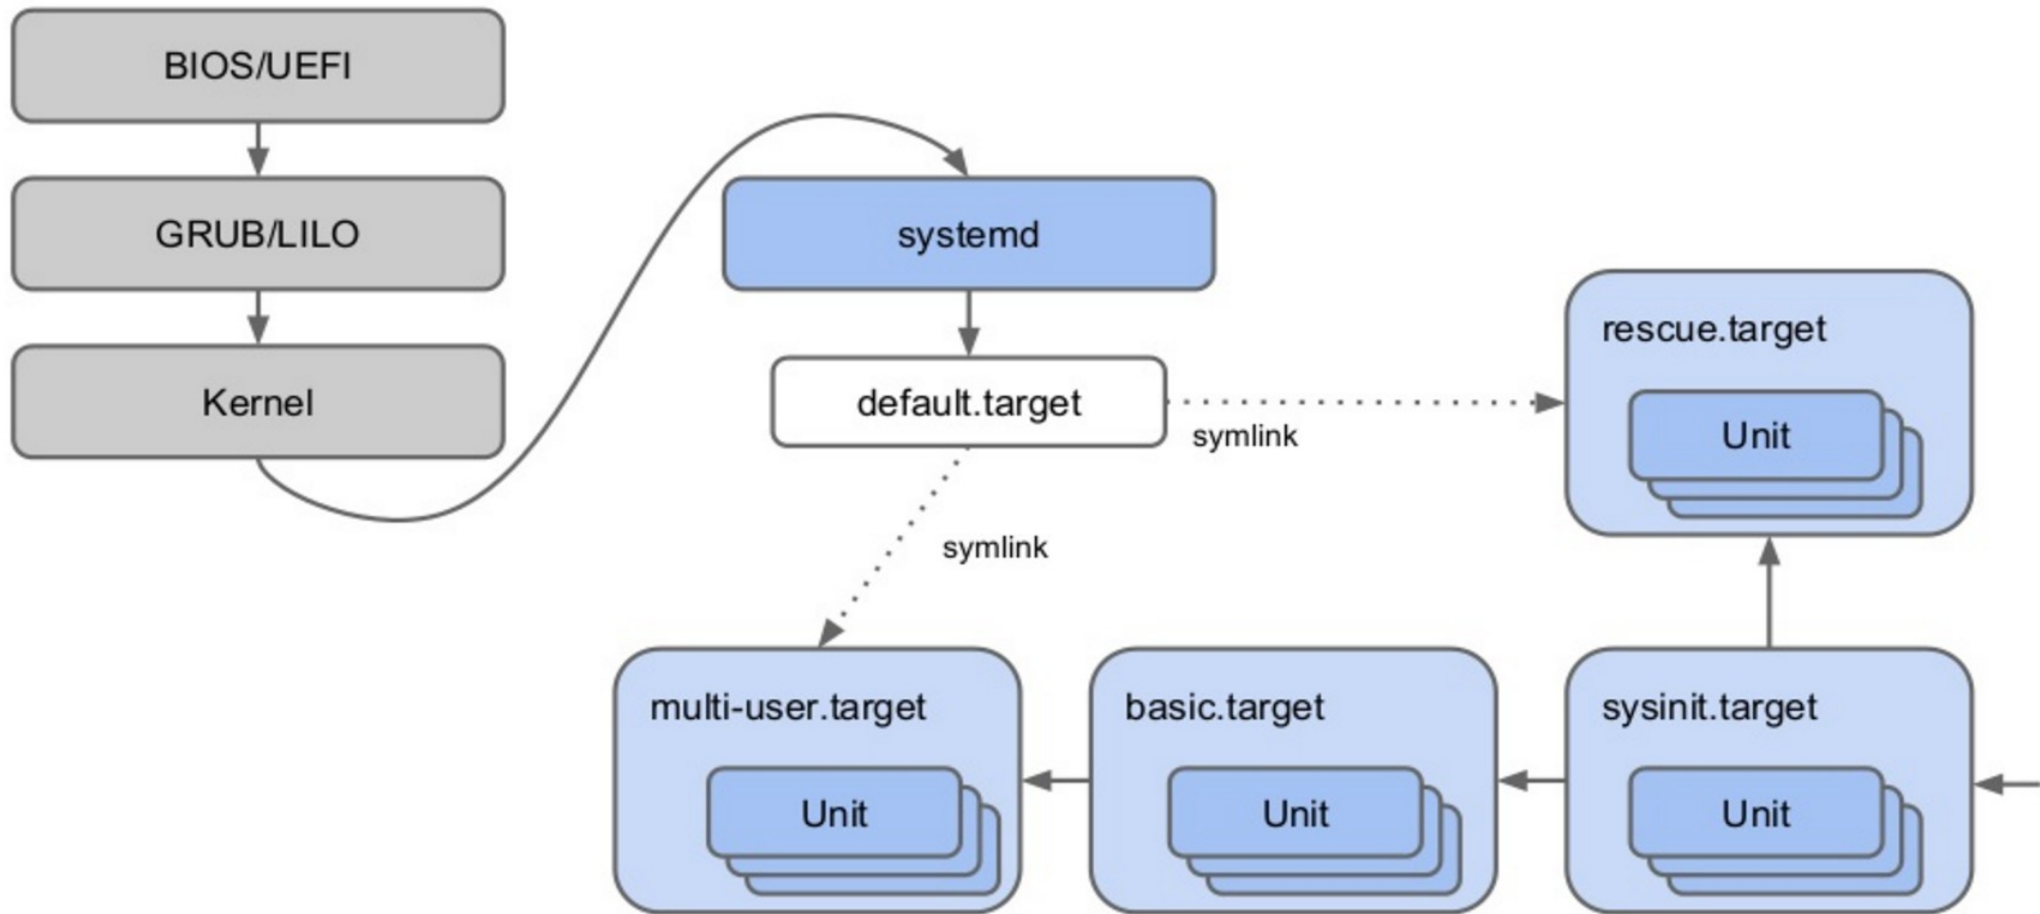 BIOS/UEFI
GRUB/LILO
Kernel
systemd
default.target
symlink
symlink
rescue.target
Unit
multi-user.target
Unit
basic.target
Unit
sysinit.target
Unit